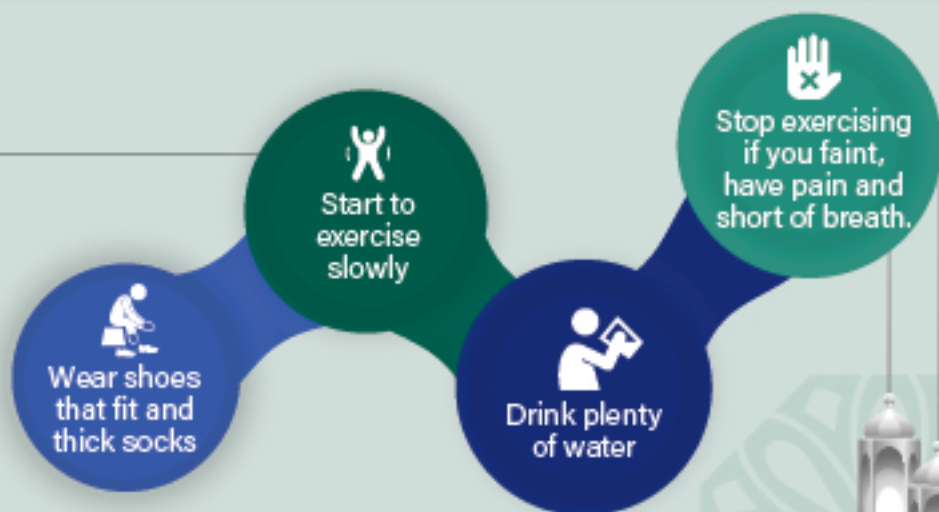 Wear shoes
that fit and
thick socks
Start to
exercise
slowly
Drink plenty
of water
Stop exercising
if you faint,
have pain and
short of breath.